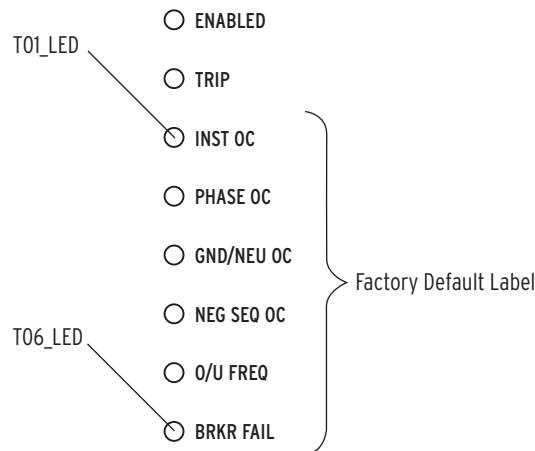 ENABLED
T01_LED
TRIP
INST OC
PHASE OC
GND/NEU OC
Factory Default Label
NEG SEQ OC
T06_LED
O/U FREQ
BRKR FAIL